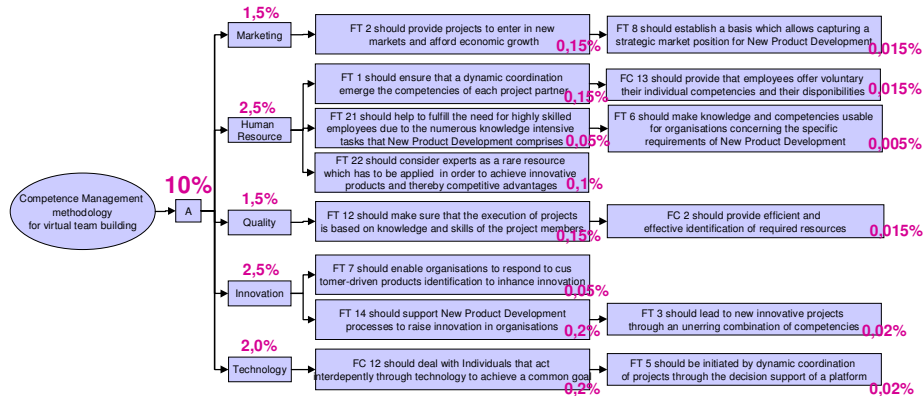 1,5%
Marketing
FT 2 should provide projects to enter in new
markets and afford economic growth
0,15%
FT 8 should establish a basis which allows capturing a
strategic market position for New Product Development
0,015%
2,5%
Human
Resource
FT 1 should ensure that a dynamic coordination
emerge the competencies of each project partner
0,15%
FC 13 should provide that employees offer voluntary
their individual competencies and their disponibilities
0,015%
FT 21 should help to fulfill the need for highly skilled
employees due to the numerous knowledge intensive
tasks that New Product Development comprises
0,05%
FT 6 should make knowledge and competencies usable
for organisations concerning the specific
requirements of New Product Development
0,005%
FT 22 should consider experts as a rare resource
which has to be applied in order to achieve innovative
products and thereby competitive advantages
0,1%
Competence Management
methodology
for virtual team building
10%
A
1,5%
Quality
FT 12 should make sure that the execution of projects
is based on knowledge and skills of the project members
0,15%
FC 2 should provide efficient and
effective identification of required resources
0,015%
2,5%
Innovation
FT 7 should enable organisations to respond to cus
tomer-driven products identification to inhance innovation
0,05%
FT 14 should support New Product Development
processes to raise innovation in organisations
0,2%
FT 3 should lead to new innovative projects
through an unerring combination of competencies
0,02%
2,0%
Technology
FC 12 should deal with Individuals that act
interdepently through technology to achieve a common goal
0,2%
FT 5 should be initiated by dynamic coordination
of projects through the decision support of a platform
0,02%